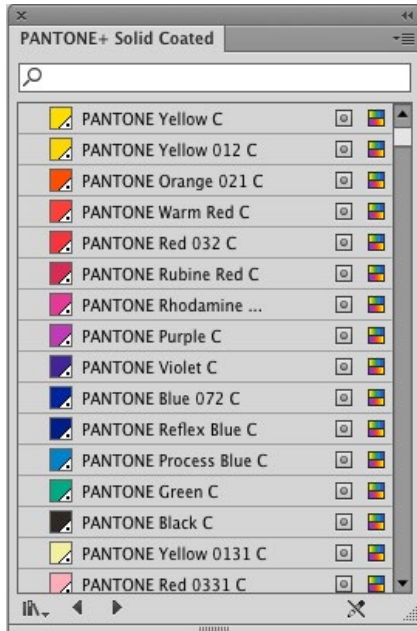 PANTONE+ Solid Coated
PANTONE Yellow C
PANTONE Yellow 012 C
PANTONE Orange 021 C
PANTONE Warm Red C
PANTONE Red 032 C
PANTONE Rubine Red C
PANTONE Rhodamine ...
PANTONE Purple C
PANTONE Violet C
PANTONE Blue 072 C
PANTONE Reflex Blue C
PANTONE Process Blue C
PANTONE Green C
PANTONE Black C
PANTONE Yellow 0131 C
PANTONE Red 0331 C